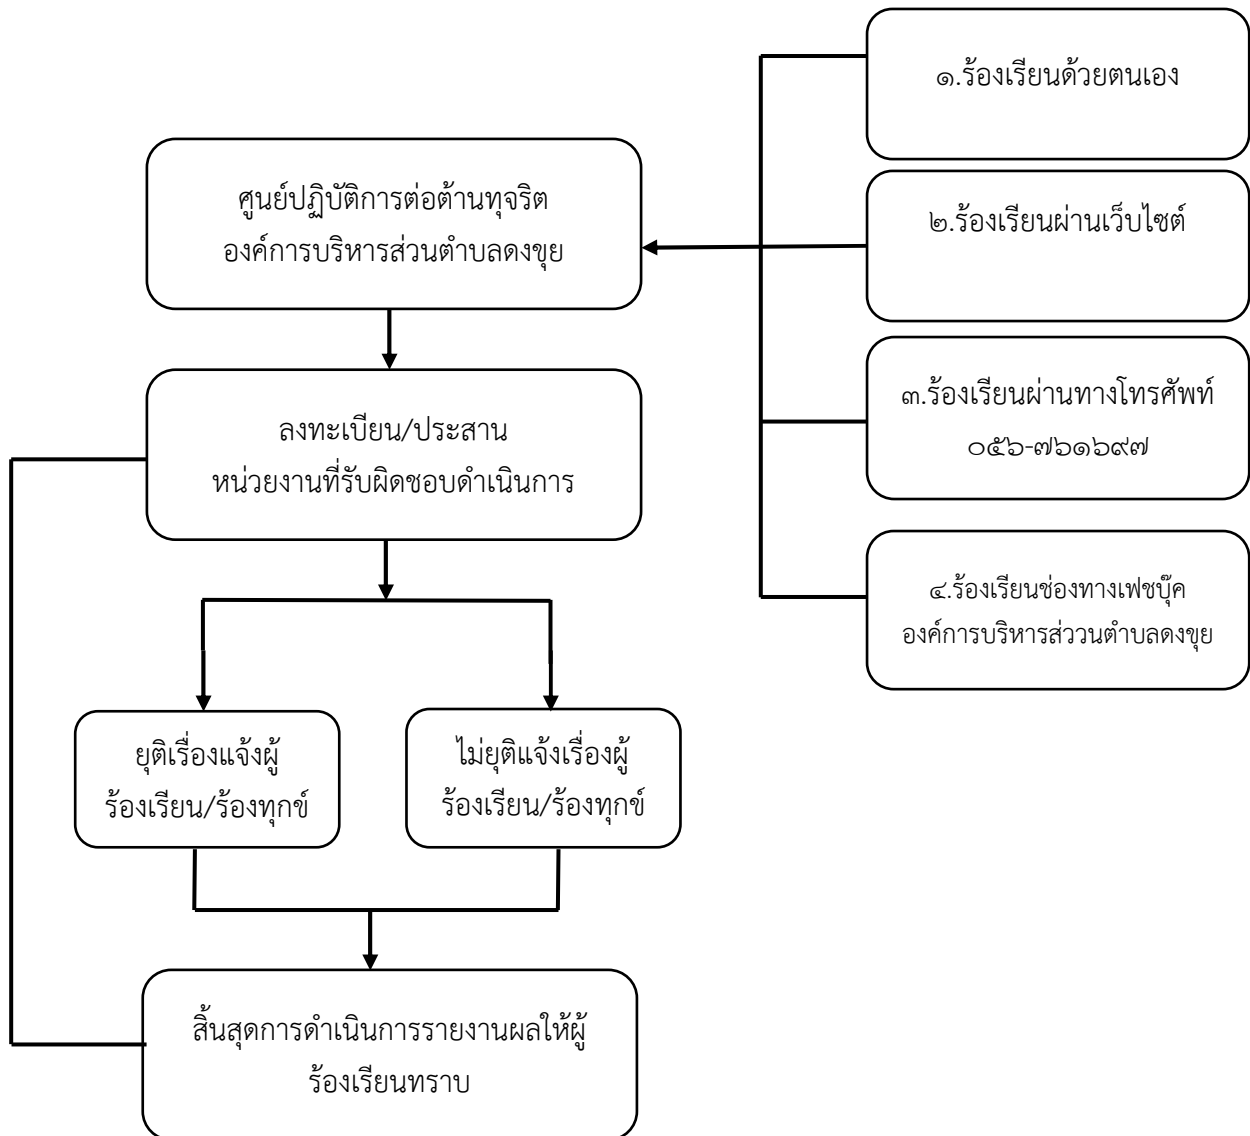 ๑.ร้องเรียนด้วยตนเอง
ศูนย์ปฏิบัติการต่อต้านทุจริต
องค์การบริหารส่วนตำบลดงขุย
๒.ร้องเรียนผ่านเว็บไซต์
๓.ร้องเรียนผ่านทางโทรศัพท์
๐๕๖-๗๖๑๖๙๗
ลงทะเบียน/ประสาน
หน่วยงานที่รับผิดชอบดำเนินการ
๔.ร้องเรียนช่องทางเฟซบุ๊ค
องค์การบริหารส่ววนตำบลดงขุย
ยุติเรื่องแจ้งผู้
ร้องเรียน/ร้องทุกข์
ไม่ยุติแจ้งเรื่องผู้
ร้องเรียน/ร้องทุกข์
สิ้นสุดการดำเนินการรายงานผลให้ผู้
ร้องเรียนทราบ